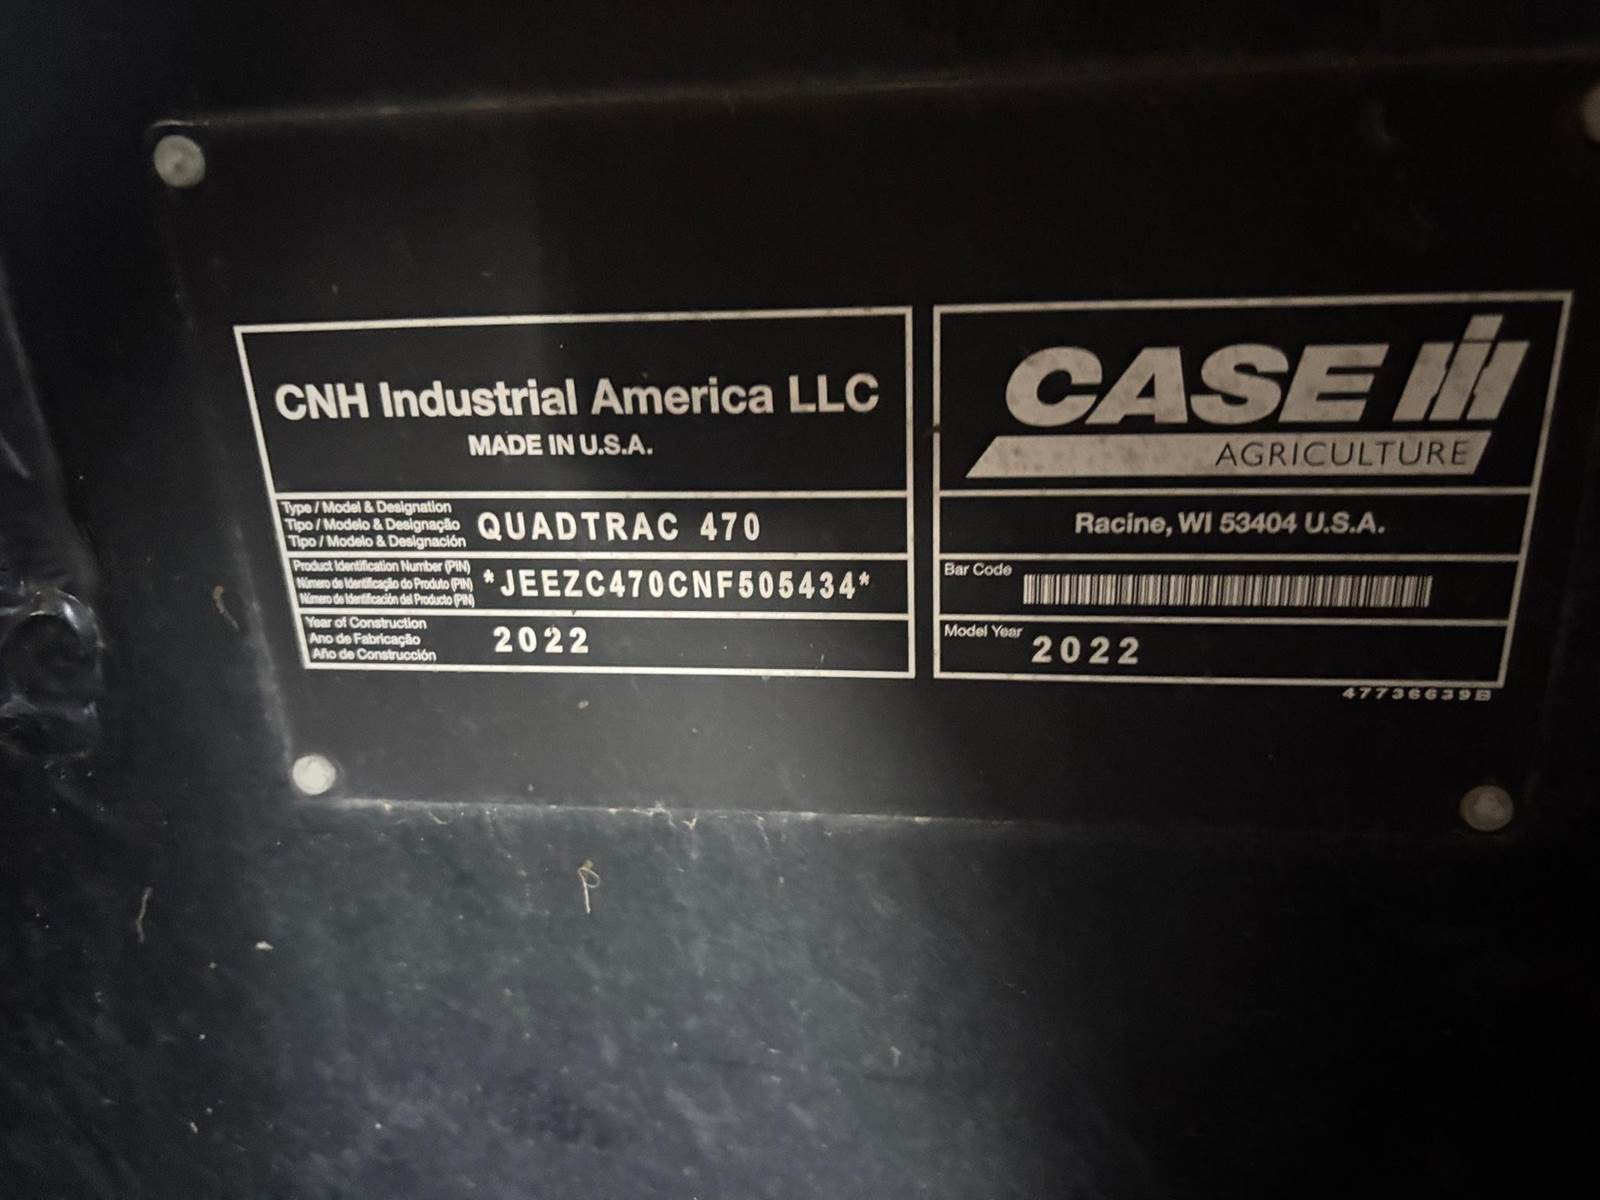 CNH Industrial America LLC
MADE IN U.S.A.
Type / Model & Designation
Tipo / Modelo & Designação
Tipo / Modelo & Designación
QUADTRAC 470
Product Identification Number (PIN)
Número de Identificação do Produto (PIN)
Número de Identificación del Producto (PIN)
*JEEZC470CNF505434*
Year of Construction
Ano de Fabricação
Año de Construcción
2022
CASE IH
AGRICULTURE
Racine, WI 53404 U.S.A.
Bar Code
Model Year
2022
47736639B